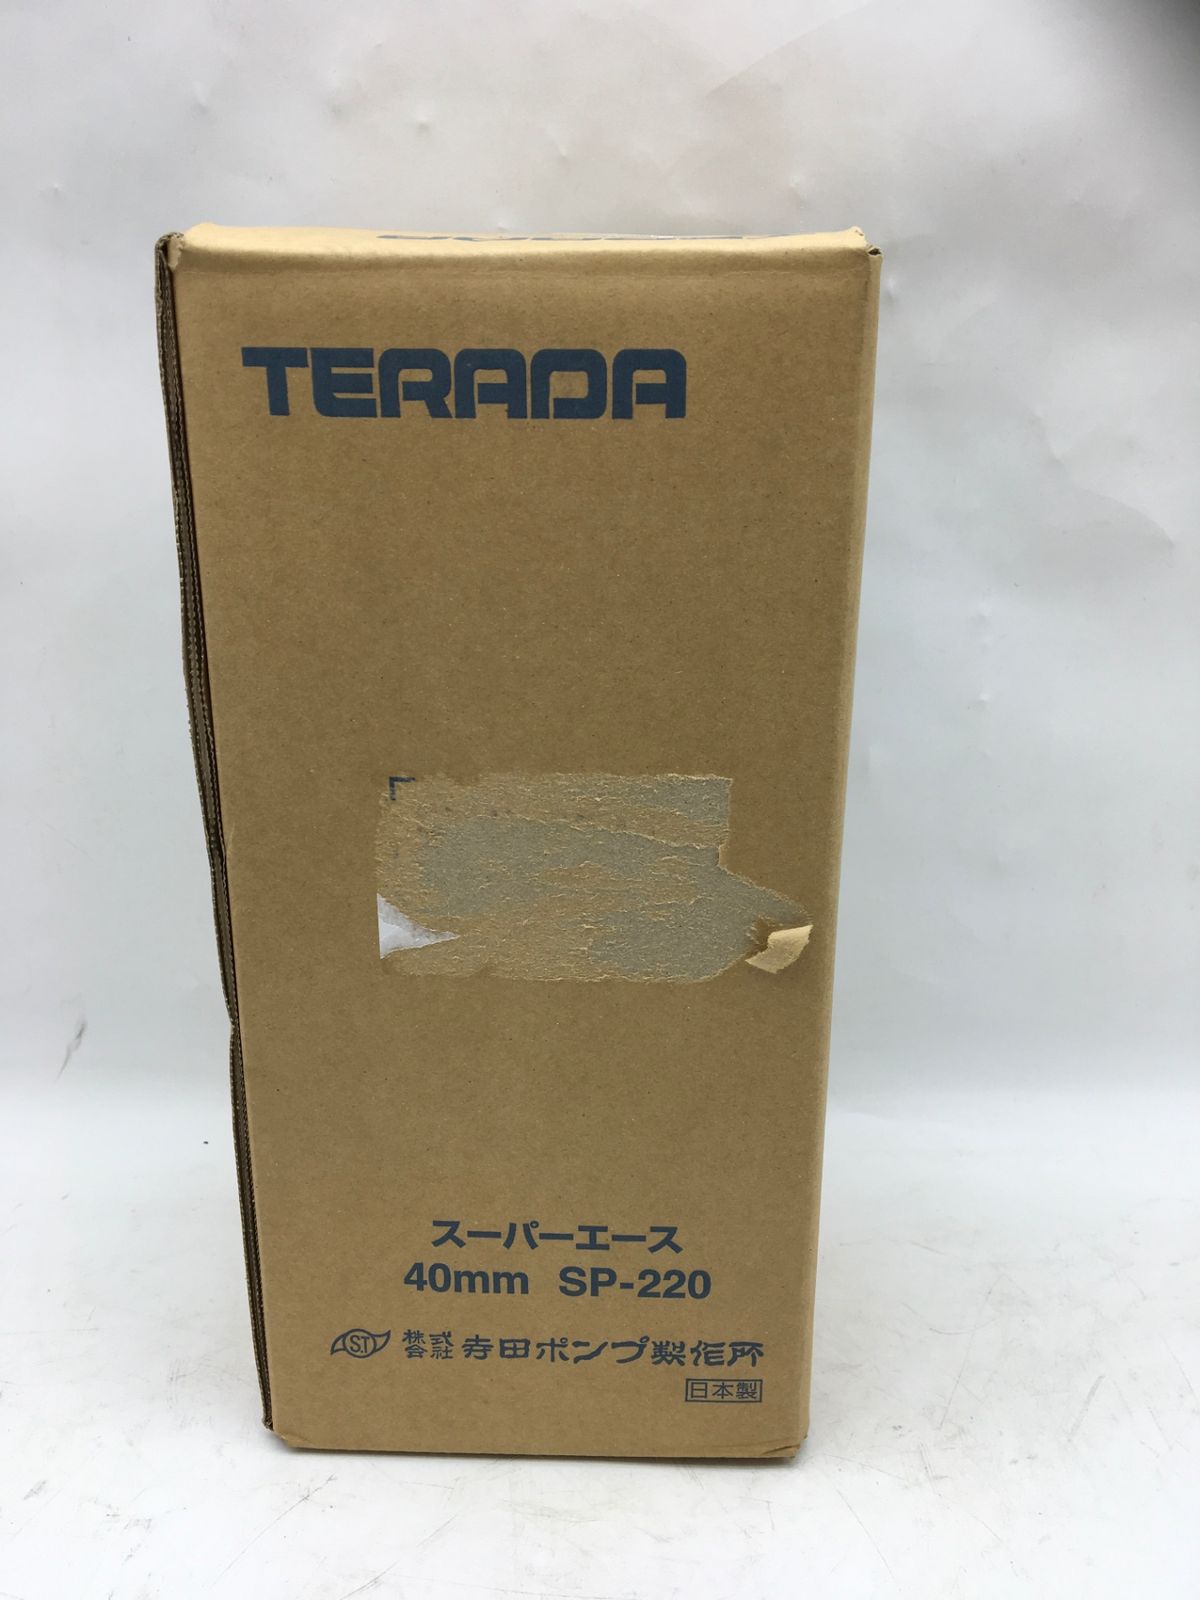 TERADA
スーパーエース
40mm SP-220
S.T 株式会社 寺田ポンプ製作所
日本製